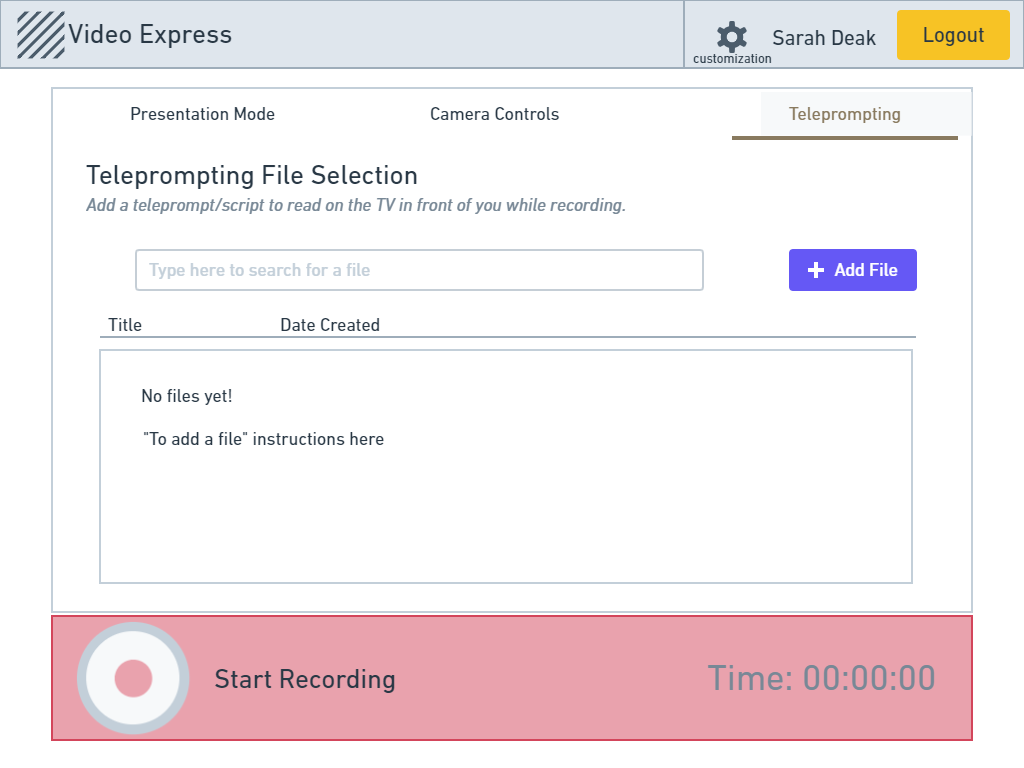 Video Express
customization
Sarah Deak
Logout
Presentation Mode
Camera Controls
Teleprompting
Teleprompting File Selection
Add a teleprompt/script to read on the TV in front of you while recording.
Type here to search for a file
Add File
Title
Date Created
No files yet!
"To add a file" instructions here
Start Recording
Time: 00:00:00